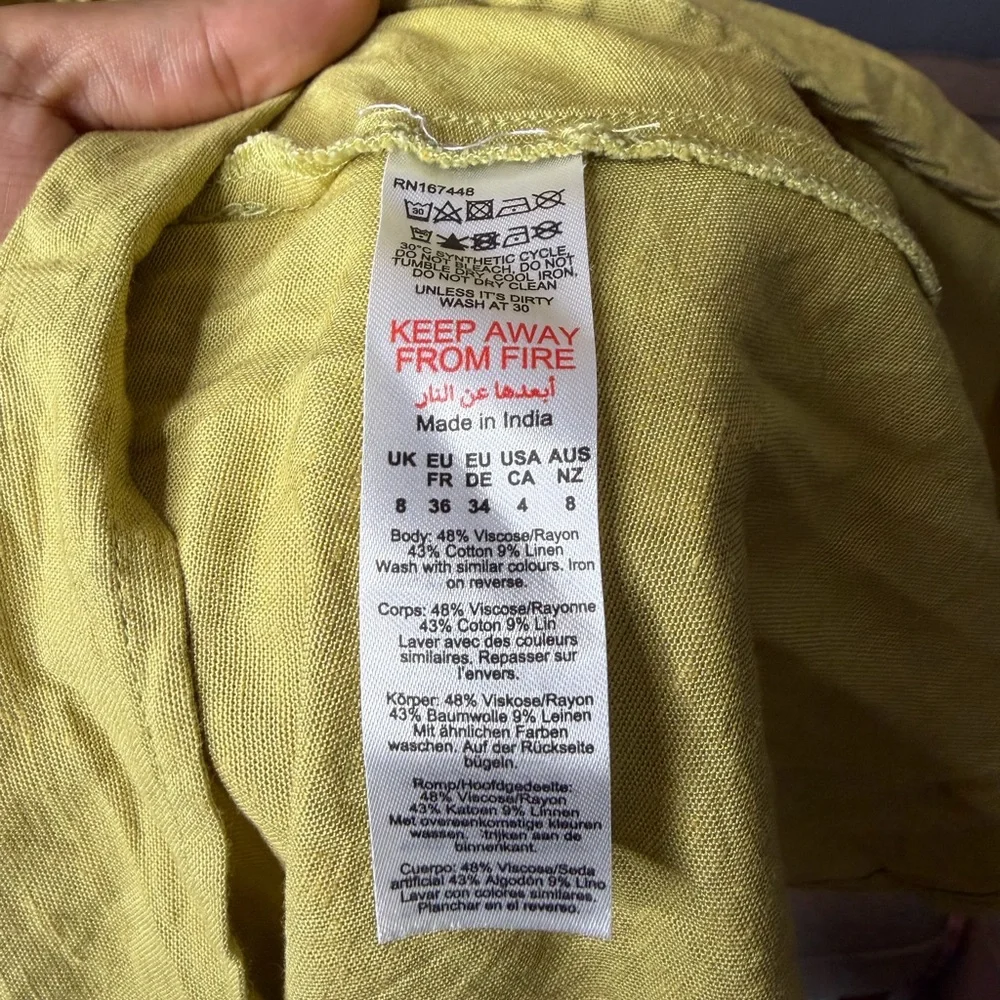 RN167448
30
30°C SYNTHETIC CYCLE,
DO NOT BLEACH, DO NOT
TUMBLE DRY, COOL IRON,
DO NOT DRY CLEAN
UNLESS IT'S DIRTY
WASH AT 30
KEEP AWAY
FROM FIRE
أبعدها عن النار
Made in India
UK EU EU USA AUS
FR DE CA NZ
8 36 34 4 8
Body: 48% Viscose/Rayon
43% Cotton 9% Linen
Wash with similar colours. Iron
on reverse.
Corps: 48% Viscose/Rayonne
43% Coton 9% Lin
Laver avec des couleurs
similaires. Repasser sur
l'envers.
Körper: 48% Viskose/Rayon
43% Baumwolle 9% Leinen
Mit ähnlichen Farben
waschen. Auf der Rückseite
bügeln.
Romp/Hoofdgedeelte:
48% Viscose/Rayon
43% Katoen 9% Linnen
Met overeenkomstige kleuren
wassen. trijken aan de
binnenkant.
Cuerpo: 48% Viscosa/Seda
artificial 43% Algodón 9% Lino
Lavar con colores similares.
Planchar en el reverso.